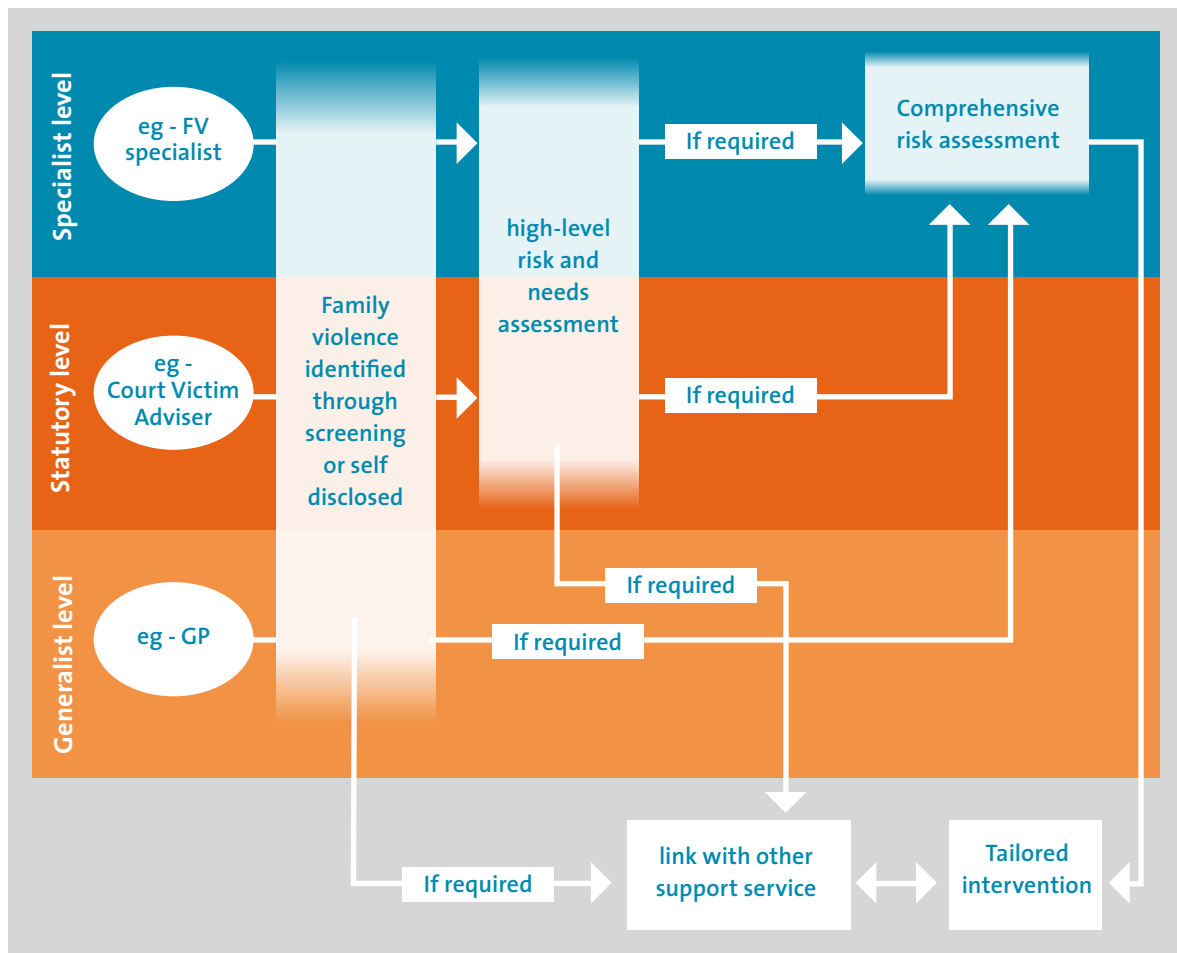 Specialist level
eg - FV
specialist
If required
Comprehensive
risk assessment
high-level
risk and
needs
assessment
Statutory level
eg -
Court Victim
Adviser
Family
violence
identified
through
screening
or self
disclosed
If required
Generalist level
eg - GP
If required
If required
If required
link with other
support service
Tailored
intervention